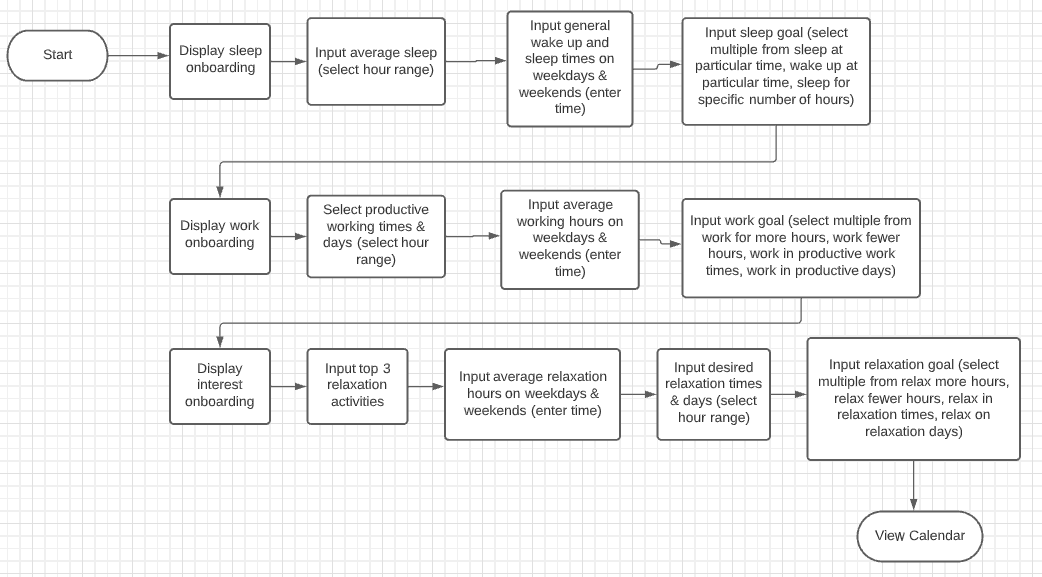 Start
Display sleep
onboarding
Input average sleep
(select hour range)
Input general
wake up and
sleep times on
weekdays &
weekends (enter
time)
Input sleep goal (select
multiple from sleep at
particular time, wake up at
particular time, sleep for
specific number of hours)
Display work
onboarding
Select productive
working times &
days (select hour
range)
Input average
working hours on
weekdays &
weekends (enter
time)
Input work goal (select multiple from
work for more hours, work fewer
hours, work in productive work
times, work in productive days)
Display
interest
onboarding
Input top 3
relaxation
activities
Input average relaxation
hours on weekdays &
weekends (enter time)
Input desired
relaxation times
& days (select
hour range)
Input relaxation goal (select
multiple from relax more hours,
relax fewer hours, relax in
relaxation times, relax on
relaxation days)
View Calendar